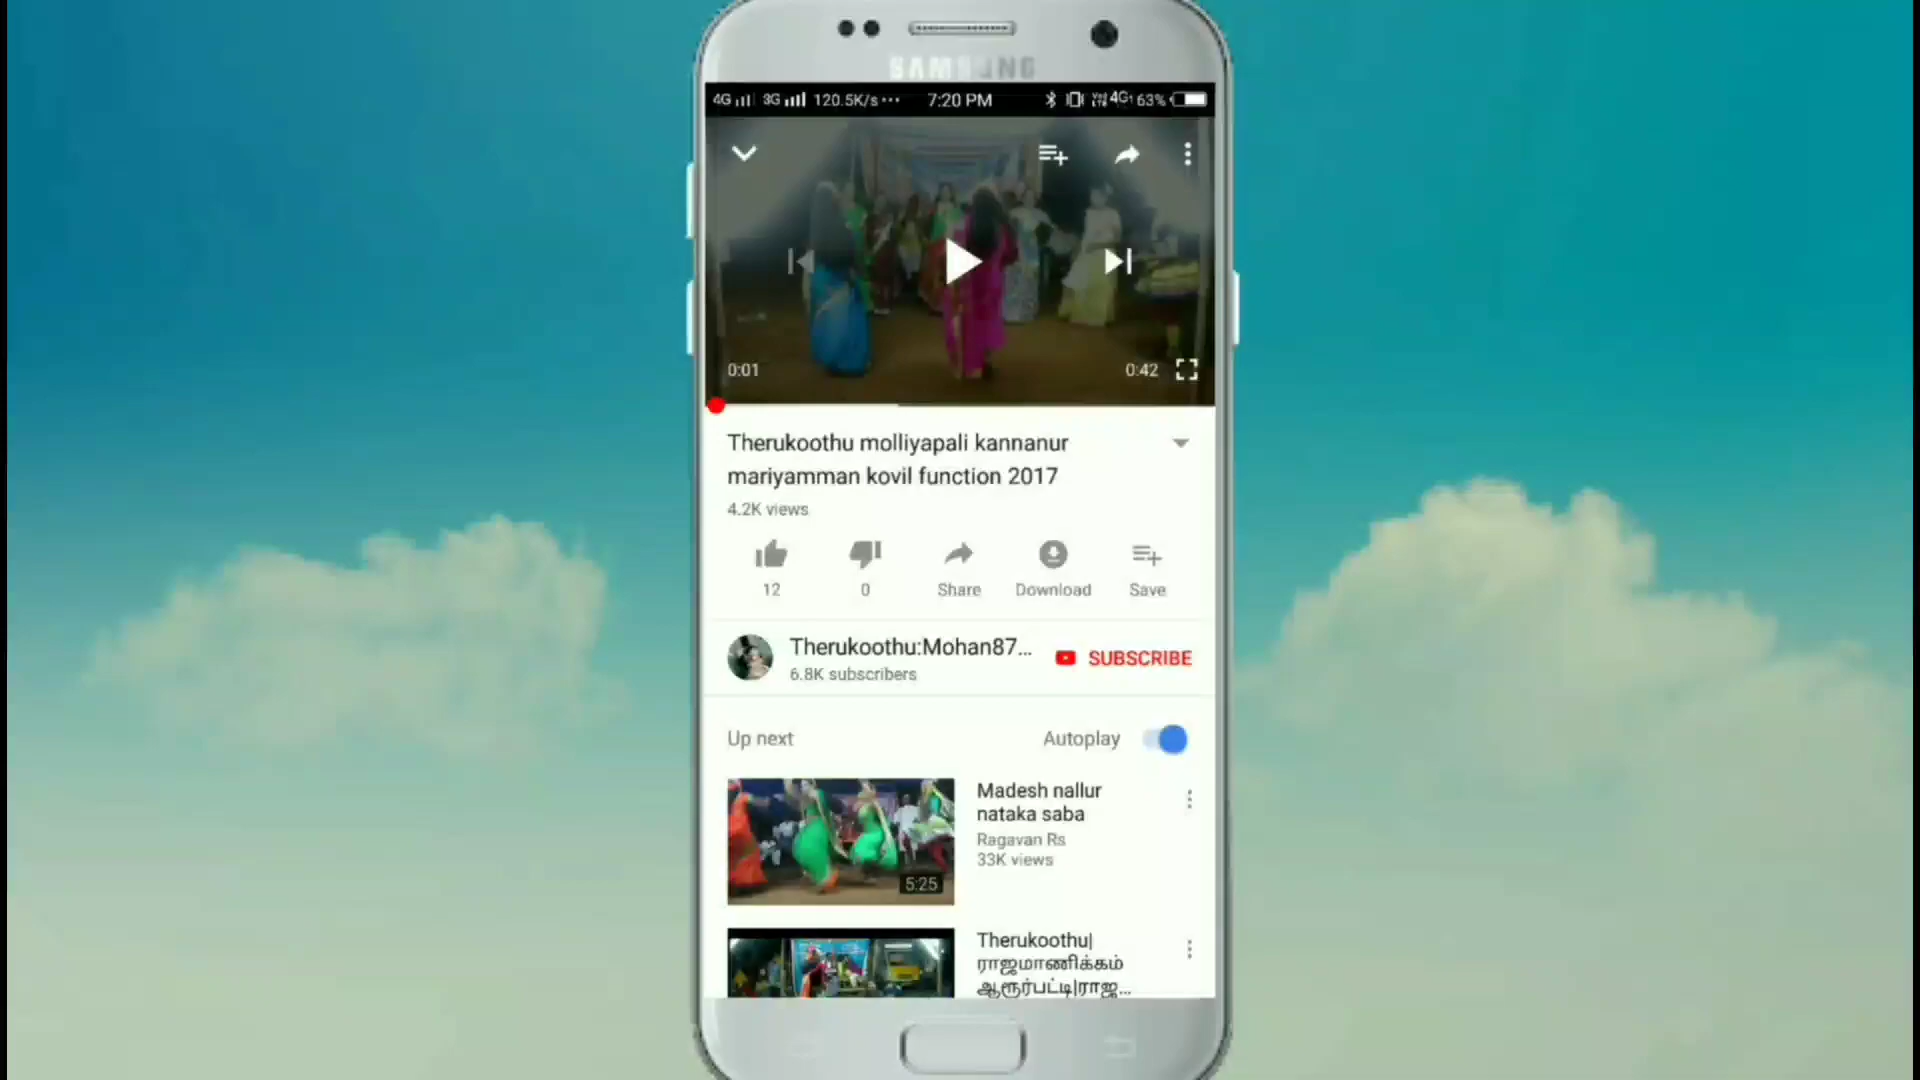 SAMSUNG
4G 3G 120.5K/s... 7:20 PM 4G 63%
0:01 0:42
Therukoothu molliyapali kannanur
mariyamman kovil function 2017
4.2K views
12 0 Share Download Save
Therukoothu:Mohan87...
6.8K subscribers
SUBSCRIBE
Up next Autoplay
Madesh nallur
nataka saba
Ragavan Rs
33K views
5:25
Therukoothu|
ராஜமாணிக்கம்
ஆரூர்பட்டி|ராஜ...